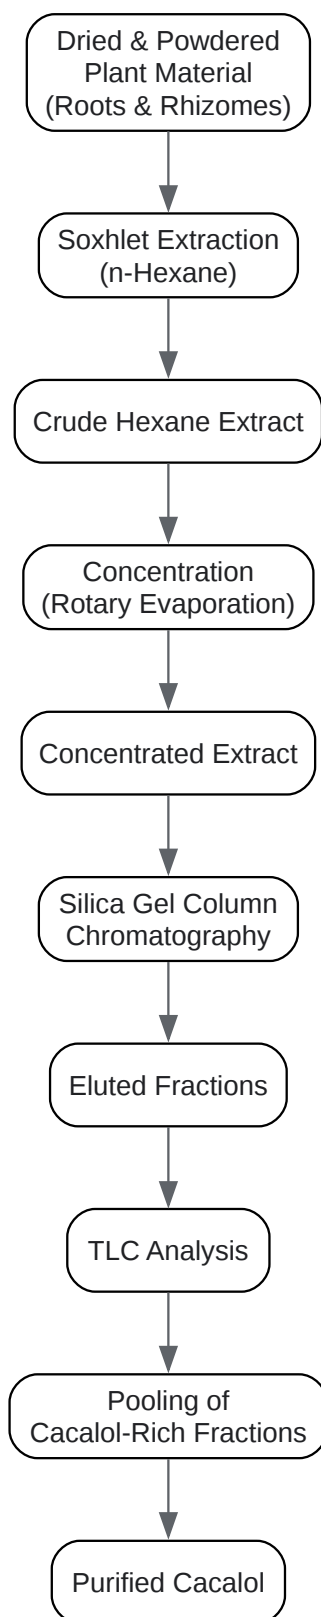 Dried & Powdered
Plant Material
(Roots & Rhizomes)
Soxhlet Extraction
(n-Hexane)
Crude Hexane Extract
Concentration
(Rotary Evaporation)
Concentrated Extract
Silica Gel Column
Chromatography
Eluted Fractions
TLC Analysis
Pooling of
Cacalol-Rich Fractions
Purified Cacalol